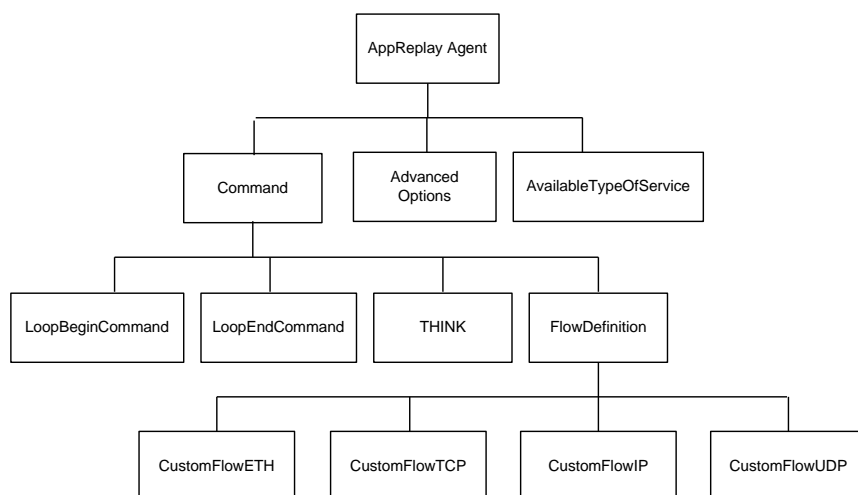 AppReplay Agent
Command
Advanced
Options
AvailableTypeOfService
LoopBeginCommand
LoopEndCommand
THINK
FlowDefinition
CustomFlowETH
CustomFlowTCP
CustomFlowIP
CustomFlowUDP